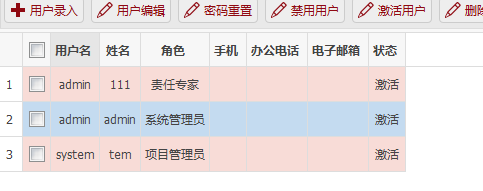 用户录入 用户编辑 密码重置 禁用用户 激活用户 删除
用户名 姓名 角色 手机 办公电话 电子邮箱 状态
1 admin 111 责任专家 激活
2 admin admin 系统管理员 激活
3 system tem 项目管理员 激活